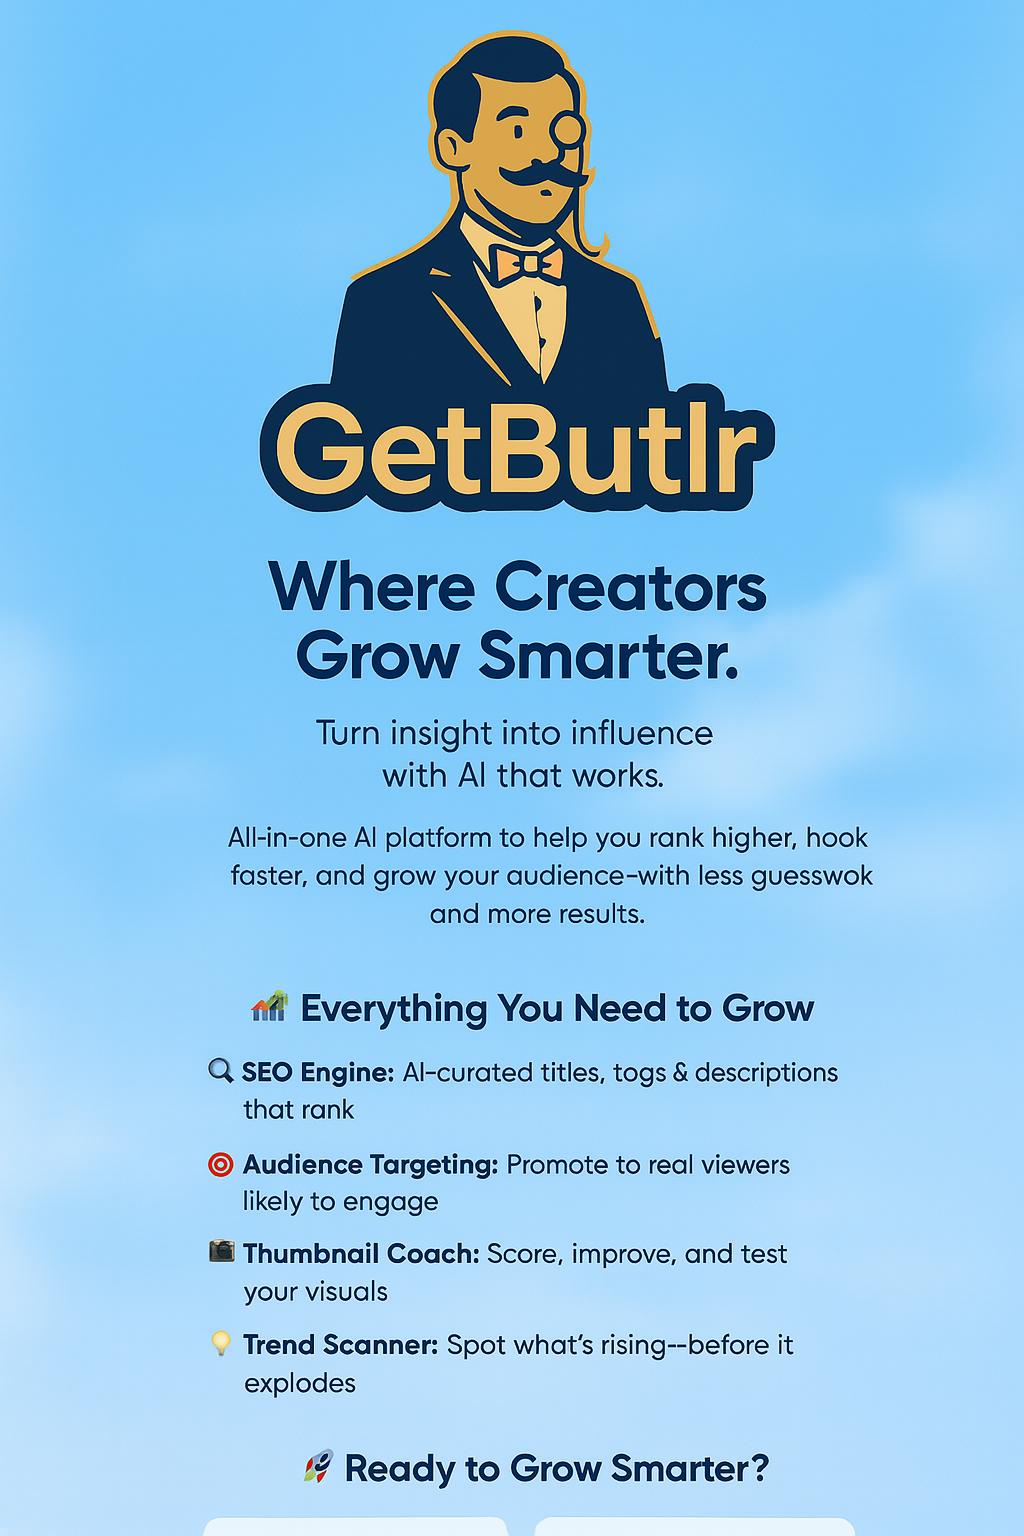 GetButlr
Where Creators
Grow Smarter.
Turn insight into influence
with AI that works.
All-in-one AI platform to help you rank higher, hook
faster, and grow your audience–with less guesswok
and more results.
Everything You Need to Grow
SEO Engine: AI-curated titles, togs & descriptions
that rank
Audience Targeting: Promote to real viewers
likely to engage
Thumbnail Coach: Score, improve, and test
your visuals
Trend Scanner: Spot what’s rising--before it
explodes
Ready to Grow Smarter?